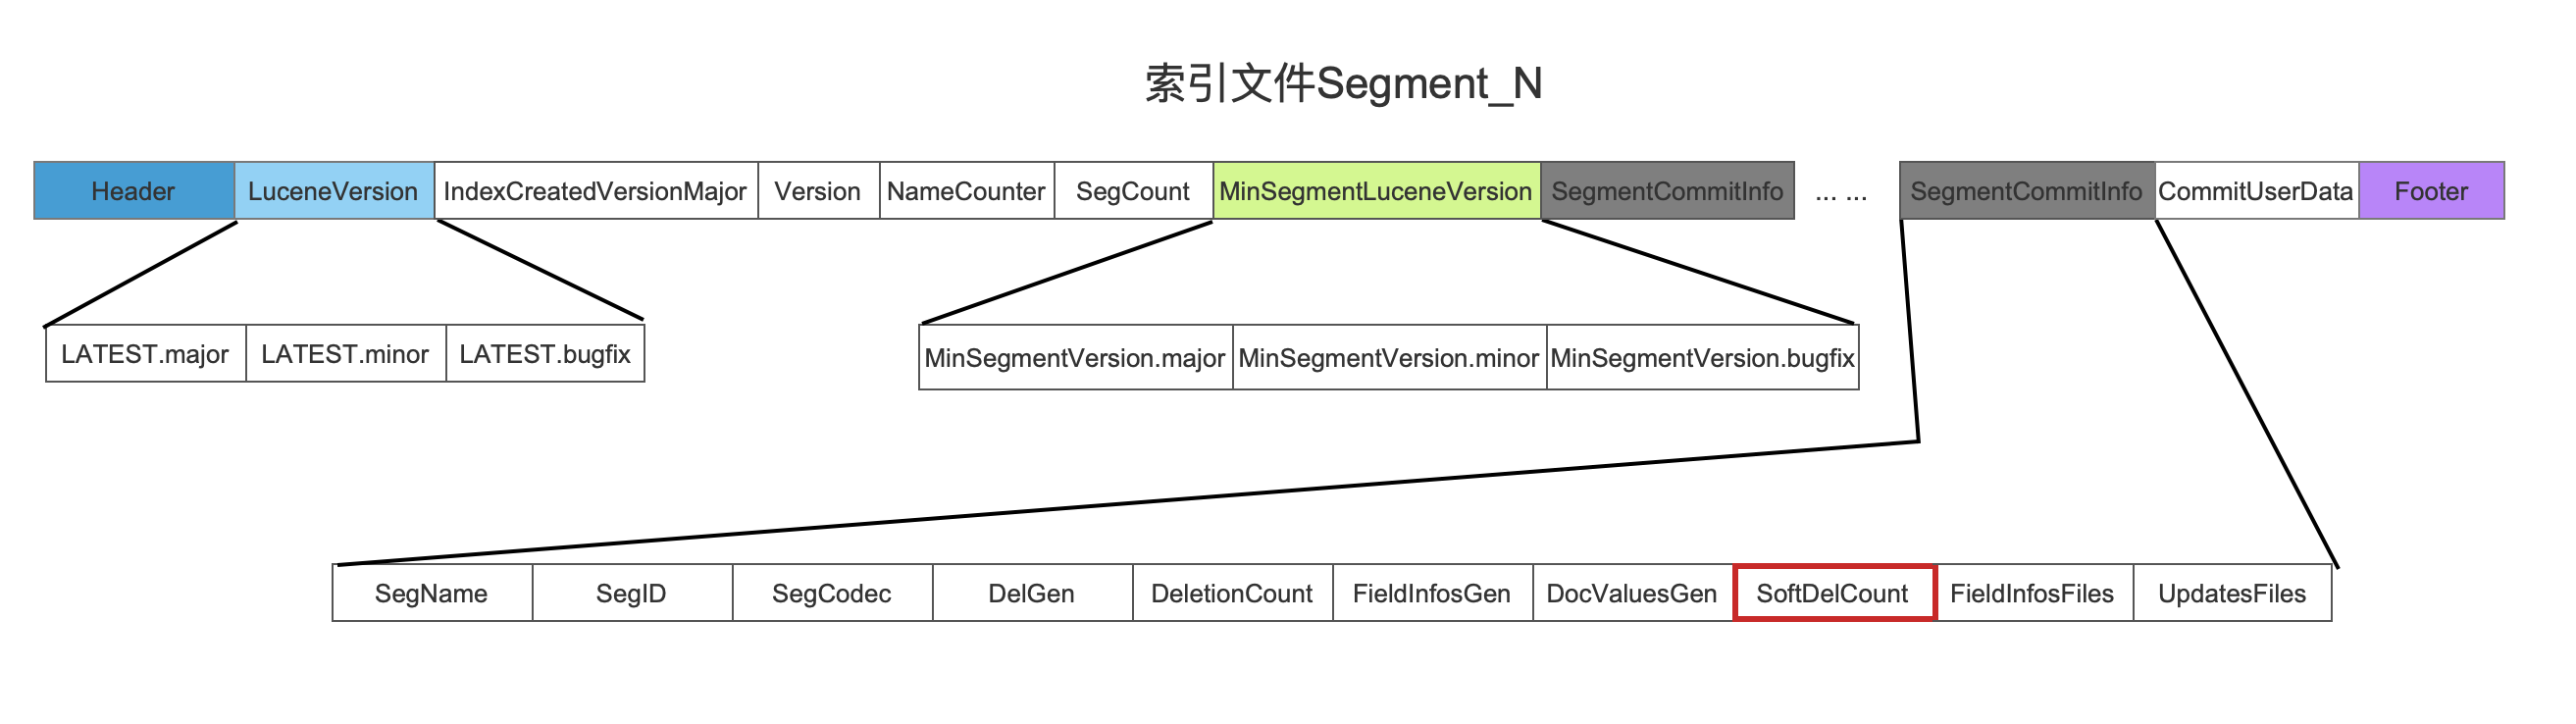 索引文件Segment_N
Header LuceneVersion IndexCreatedVersionMajor Version NameCounter SegCount MinSegmentLuceneVersion SegmentCommitInfo ... ... SegmentCommitInfo CommitUserData Footer
LATEST.major LATEST.minor LATEST.bugfix
MinSegmentVersion.major MinSegmentVersion.minor MinSegmentVersion.bugfix
SegName SegID SegCodec DelGen DeletionCount FieldInfosGen DocValuesGen SoftDelCount FieldInfosFiles UpdatesFiles